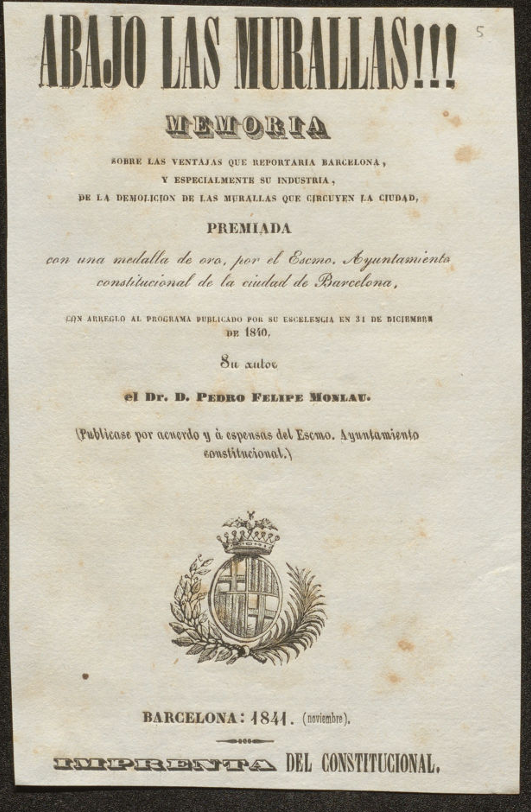 5
ABAJO LAS MURALLAS!!!
MEMORIA
SOBRE LAS VENTAJAS QUE REPORTARIA BARCELONA,
Y ESPECIALMENTE SU INDUSTRIA,
DE LA DEMOLICION DE LAS MURALLAS QUE CIRCUYEN LA CIUDAD,
PREMIADA
con una medalla de oro, por el Escmo. Ayuntamiento
constitucional de la ciudad de Barcelona,
CON ARREGLO AL PROGRAMA PUBLICADO POR SU ESCELENCIA EN 31 DE DICIEMBRE
DE 1840.
Su autor
el Dr. D. PEDRO FELIPE MONLAU.
(Publícase por acuerdo y á espensas del Escmo. Ayuntamiento
constitucional.)
BARCELONA: 1841. (noviembre).
IMPRENTA DEL CONSTITUCIONAL.